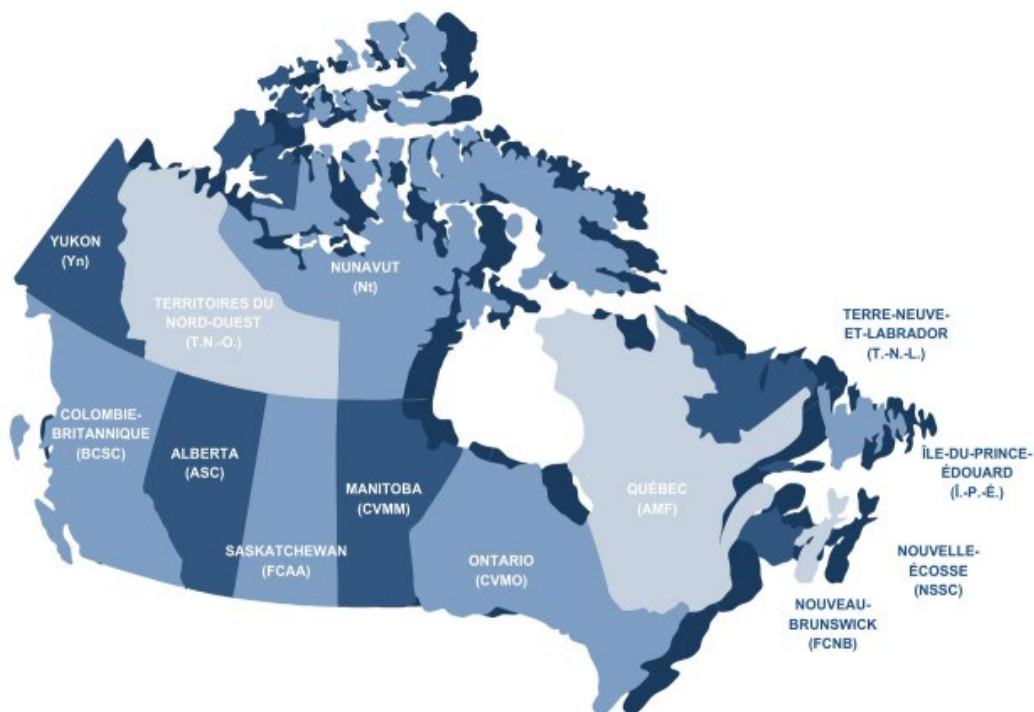 YUKON
(Yn)
NUNAVUT
(Nt)
TERRITOIRES DU
NORD-OUEST
(T.N.-O.)
TERRE-NEUVE-
ET-LABRADOR
(T.-N.-L.)
COLOMBIE-
BRITANNIQUE
(BCSC)
ALBERTA
(ASC)
ÎLE-DU-PRINCE-
ÉDOUARD
(Î.-P.-É.)
MANITOBA
(CVMM)
QUÉBEC
(AMF)
SASKATCHEWAN
(FCAA)
ONTARIO
(CVMO)
NOUVELLE-
ÉCOSSE
(NSSC)
NOUVEAU-
BRUNSWICK
(FCNB)